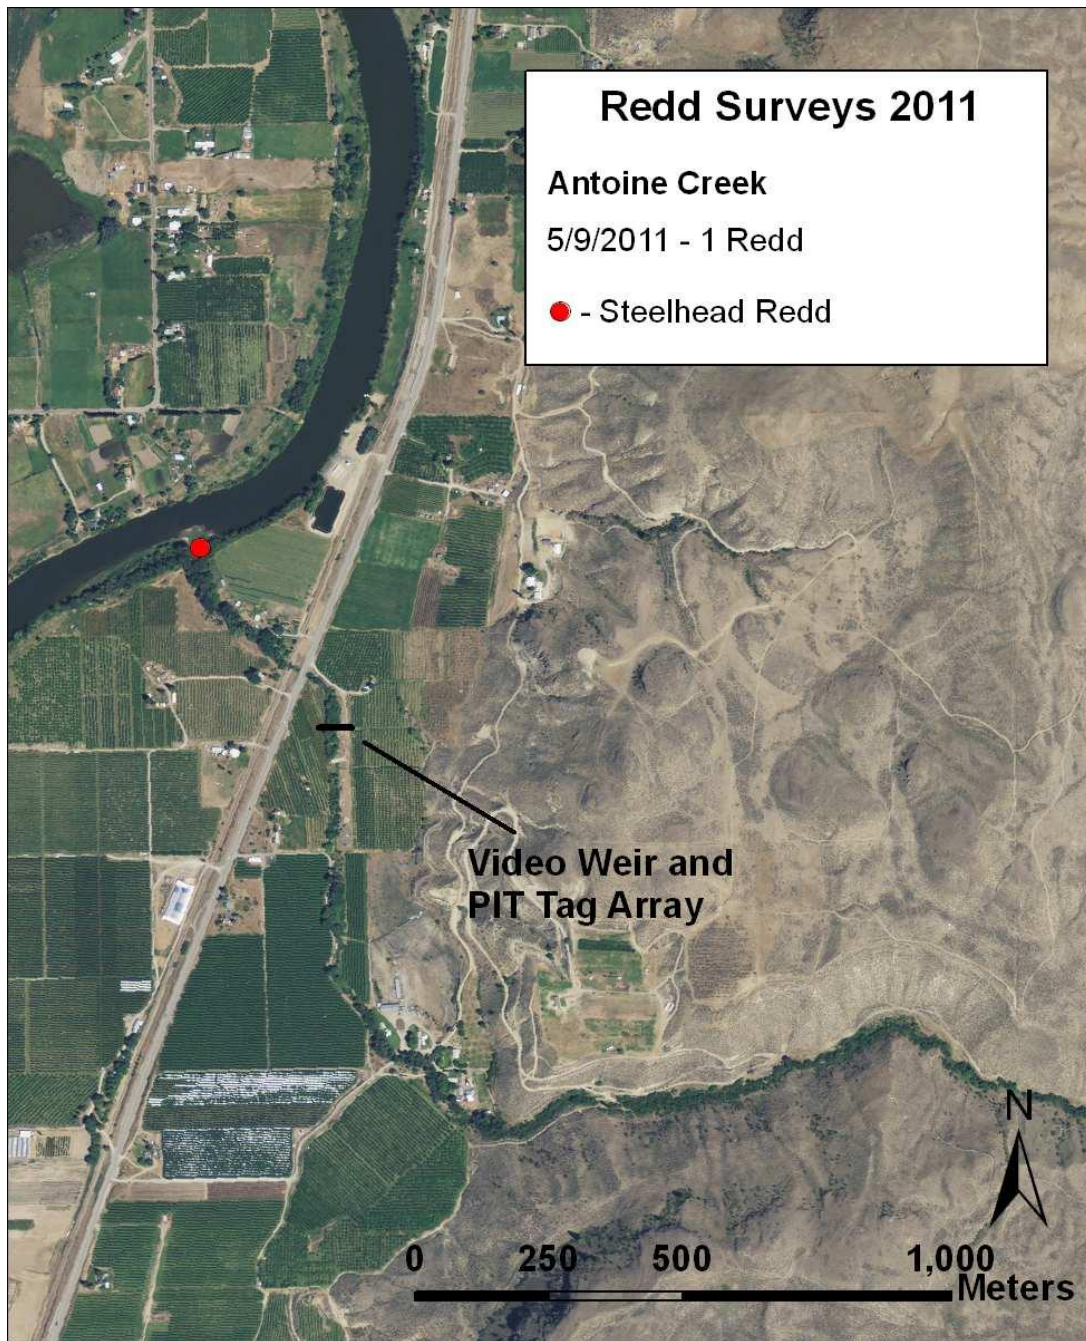 Redd Surveys 2011
Antoine Creek
5/9/2011 - 1 Redd
- Steelhead Redd
Video Weir and
PIT Tag Array
N
0 250 500 1,000
Meters